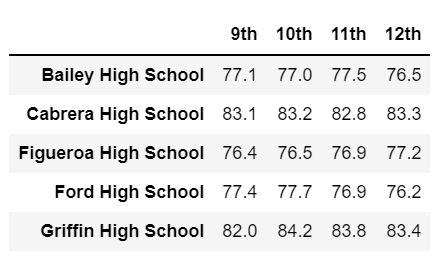 9th 10th 11th 12th
Bailey High School 77.1 77.0 77.5 76.5
Cabrera High School 83.1 83.2 82.8 83.3
Figueroa High School 76.4 76.5 76.9 77.2
Ford High School 77.4 77.7 76.9 76.2
Griffin High School 82.0 84.2 83.8 83.4